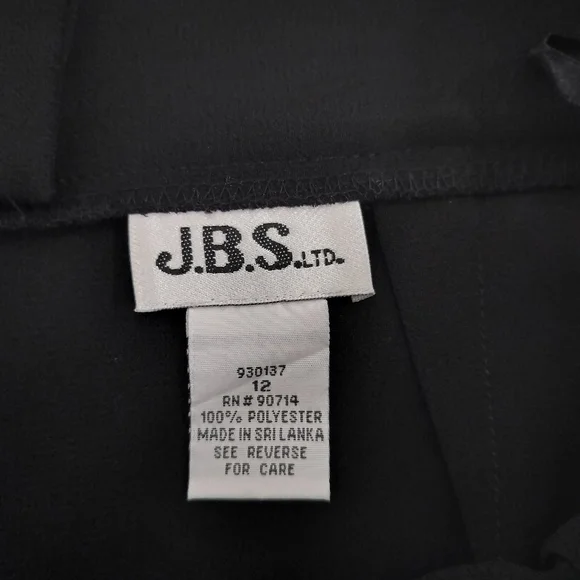 J.B.S.LTD.
930137
12
RN# 90714
100% POLYESTER
MADE IN SRI LANKA
SEE REVERSE
FOR CARE